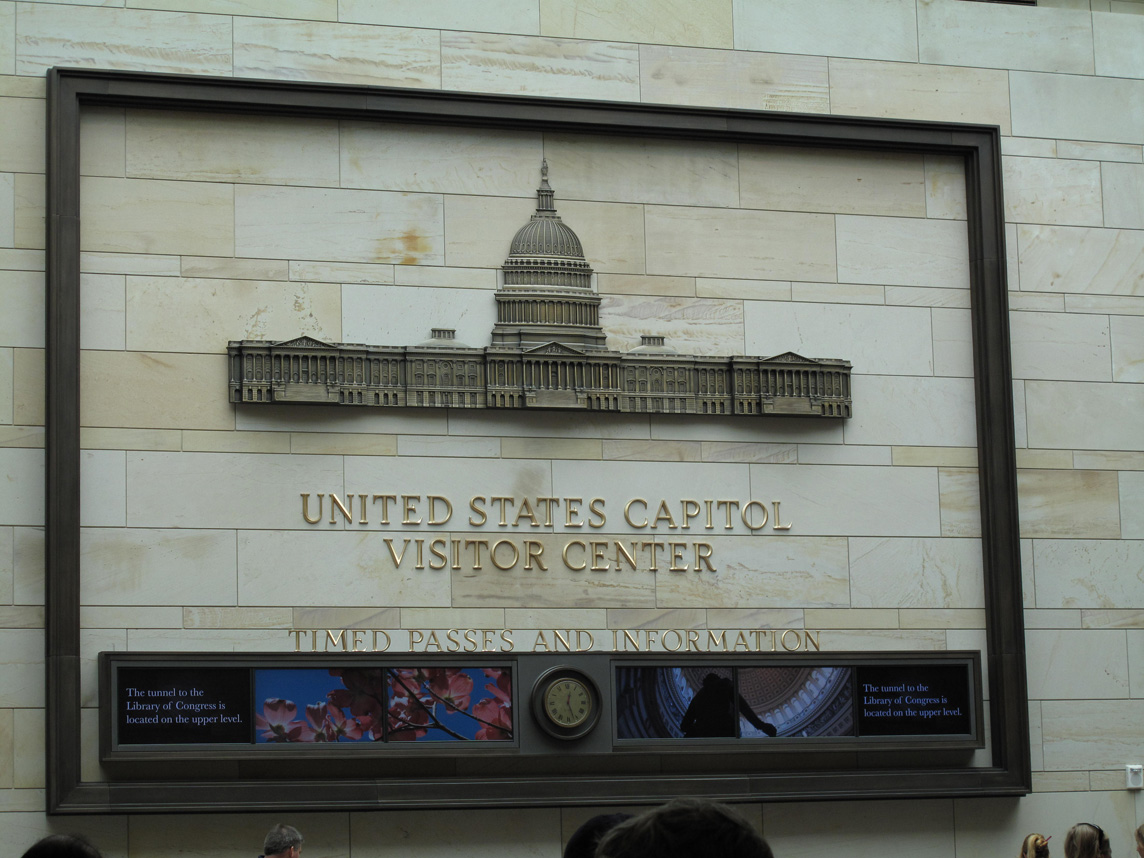 UNITED STATES CAPITOL
VISITOR CENTER
TIMED PASSES AND INFORMATION
The tunnel to the
Library of Congress is
located on the upper level.
The tunnel to the
Library of Congress is
located on the upper level.